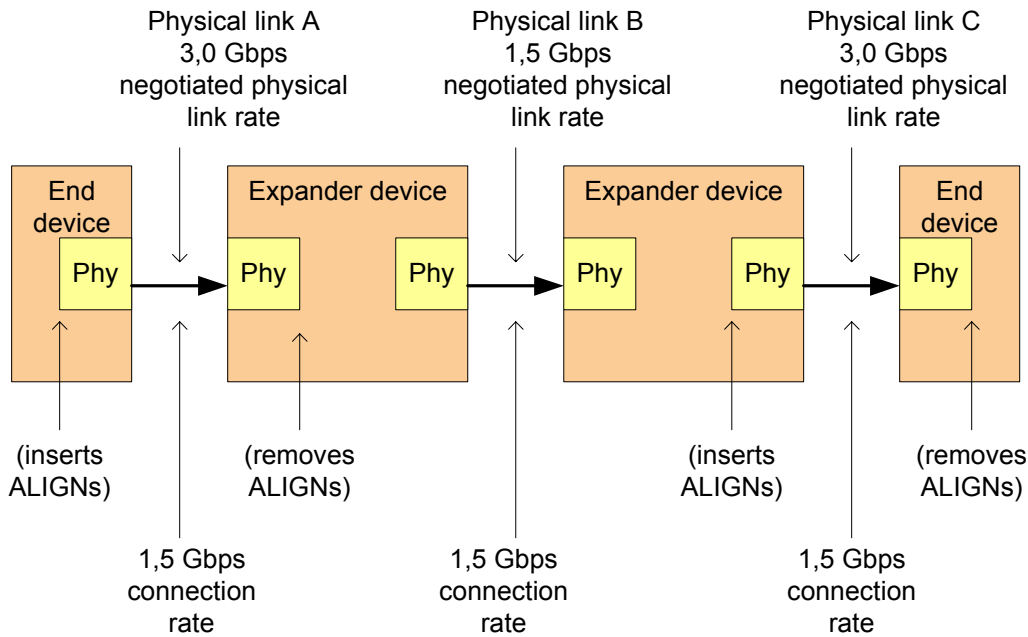 Physical link A
3,0 Gbps
negotiated physical
link rate
Physical link B
1,5 Gbps
negotiated physical
link rate
Physical link C
3,0 Gbps
negotiated physical
link rate
End
device
Phy
Expander device
Phy
Phy
Expander device
Phy
Phy
End
device
Phy
(inserts
ALIGNs)
(removes
ALIGNs)
(inserts
ALIGNs)
(removes
ALIGNs)
1,5 Gbps
connection
rate
1,5 Gbps
connection
rate
1,5 Gbps
connection
rate